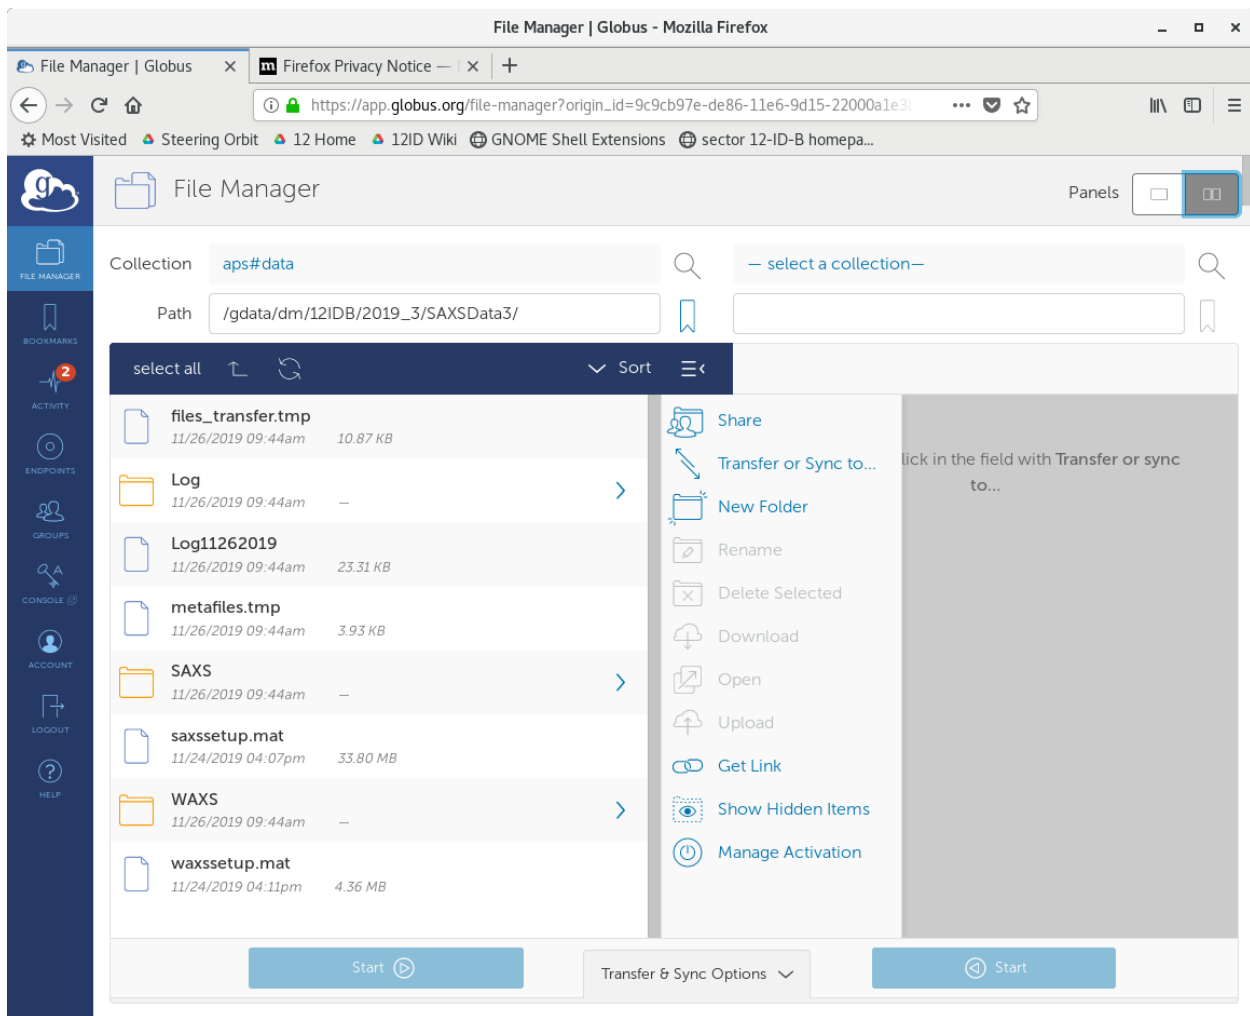 File Manager | Globus - Mozilla Firefox
File Manager | Globus
Firefox Privacy Notice —
https://app.globus.org/file-manager?origin_id=9c9cb97e-de86-11e6-9d15-22000a1e3
Most Visited Steering Orbit 12 Home 12ID Wiki GNOME Shell Extensions sector 12-ID-B homepa...
File Manager
Panels
FILE MANAGER
BOOKMARKS
2
ACTIVITY
ENDPOINTS
GROUPS
CONSOLE
ACCOUNT
LOGOUT
HELP
Collection aps#data
— select a collection—
Path /gdata/dm/12IDB/2019_3/SAXSData3/
select all
Sort
files_transfer.tmp
11/26/2019 09:44am 10.87 KB
Log
11/26/2019 09:44am —
Log11262019
11/26/2019 09:44am 23.31 KB
metafiles.tmp
11/26/2019 09:44am 3.93 KB
SAXS
11/26/2019 09:44am —
saxssetup.mat
11/24/2019 04:07pm 33.80 MB
WAXS
11/26/2019 09:44am —
waxssetup.mat
11/24/2019 04:11pm 4.36 MB
Share
Transfer or Sync to...
New Folder
Rename
Delete Selected
Download
Open
Upload
Get Link
Show Hidden Items
Manage Activation
lick in the field with Transfer or sync
to...
Start
Transfer & Sync Options
Start